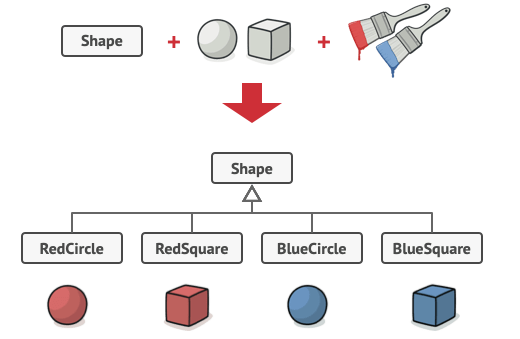 Shape
+
+
Shape
RedCircle
RedSquare
BlueCircle
BlueSquare